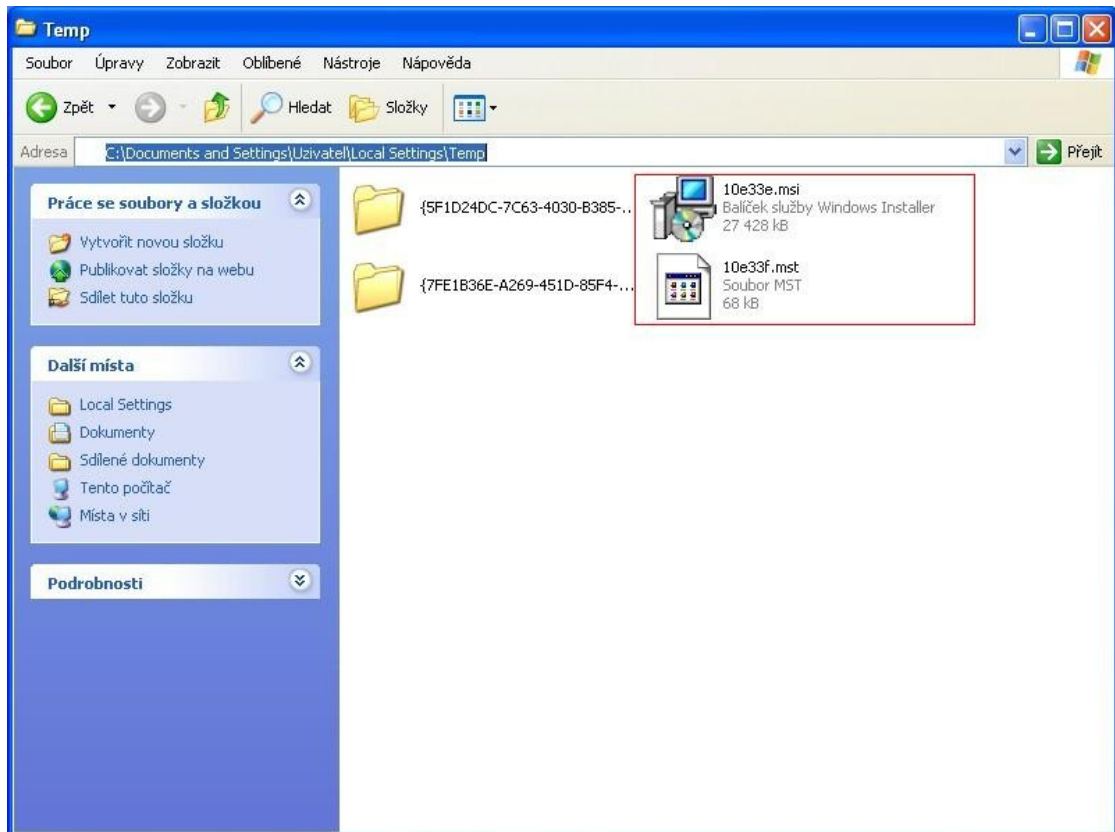 Temp
Soubor Úpravy Zobrazit Oblíbené Nástroje Nápověda
Zpět Hledat Složky
Adresa C:\Documents and Settings\Uzivatel\Local Settings\Temp Přejít
Práce se soubory a složkou
Vytvořit novou složku
Publikovat složky na webu
Sdílet tuto složku
Další místa
Local Settings
Dokumenty
Sdílené dokumenty
Tento počítač
Místa v síti
Podrobnosti
{5F1D24DC-7C63-4030-B385-...
{7FE1B36E-A269-451D-85F4-...
10e33e.msi
Balíček služby Windows Installer
27 428 kB
10e33f.mst
Soubor MST
68 kB